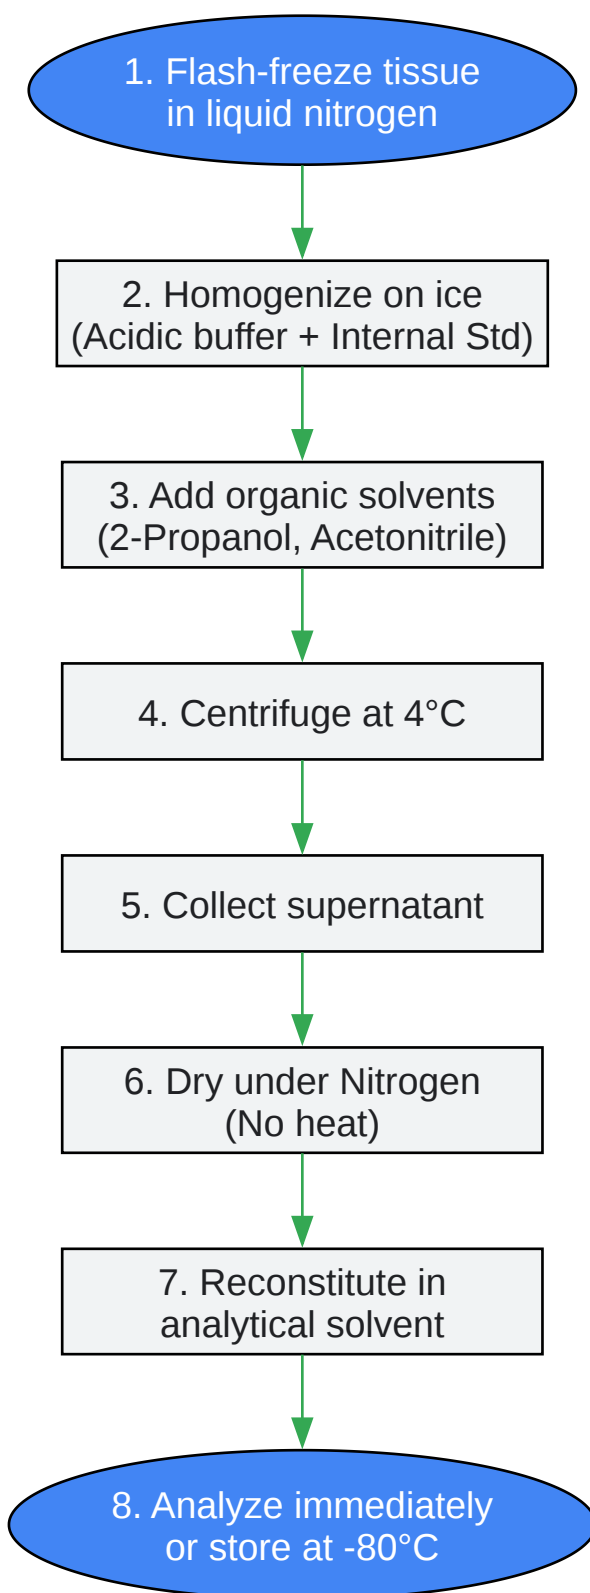 1. Flash-freeze tissue
in liquid nitrogen
2. Homogenize on ice
(Acidic buffer + Internal Std)
3. Add organic solvents
(2-Propanol, Acetonitrile)
4. Centrifuge at 4°C
5. Collect supernatant
6. Dry under Nitrogen
(No heat)
7. Reconstitute in
analytical solvent
8. Analyze immediately
or store at -80°C